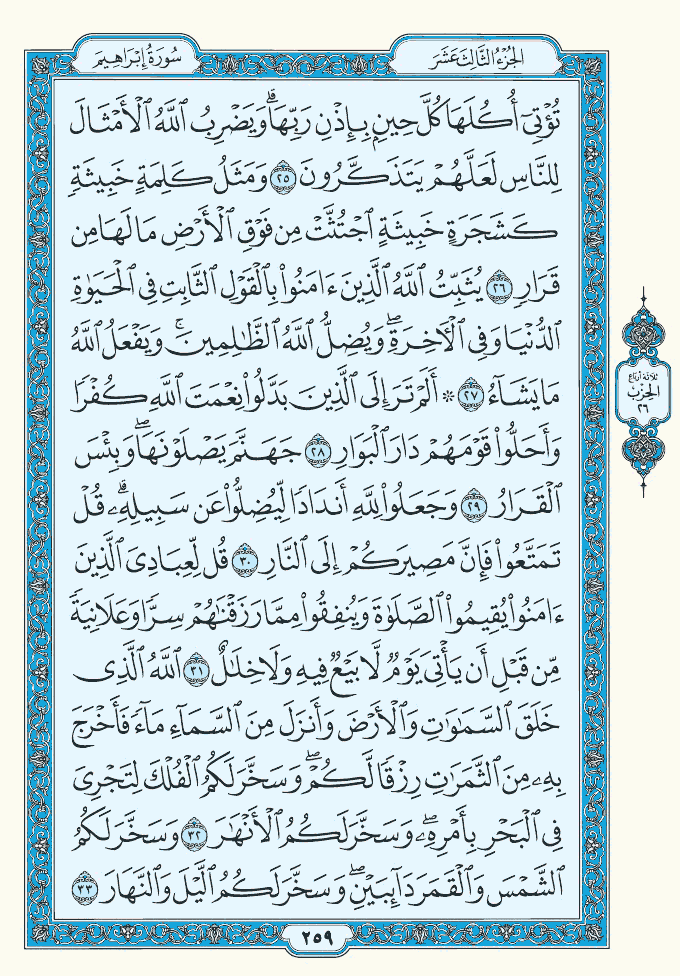 الجزء الثالث عشر
سورة إبراهيم
تُؤْتِىٓ أُكُلَهَا كُلَّ حِينٍۭ بِإِذْنِ رَبِّهَاۗ وَيَضْرِبُ ٱللَّهُ ٱلْأَمْثَالَ
لِلنَّاسِ لَعَلَّهُمْ يَتَذَكَّرُونَ ٢٥ وَمَثَلُ كَلِمَةٍ خَبِيثَةٍ
كَشَجَرَةٍ خَبِيثَةٍ ٱجْتُثَّتْ مِن فَوْقِ ٱلْأَرْضِ مَا لَهَا مِن
قَرَارٍ ٢٦ يُثَبِّتُ ٱللَّهُ ٱلَّذِينَ ءَامَنُوا۟ بِٱلْقَوْلِ ٱلثَّابِتِ فِى ٱلْحَيَوٰةِ
ٱلدُّنْيَا وَفِى ٱلْـَٔاخِرَةِۖ وَيُضِلُّ ٱللَّهُ ٱلظَّـٰلِمِينَۚ وَيَفْعَلُ ٱللَّهُ
مَا يَشَآءُ ٢٧ * أَلَمْ تَرَ إِلَى ٱلَّذِينَ بَدَّلُوا۟ نِعْمَتَ ٱللَّهِ كُفْرًا
وَأَحَلُّوا۟ قَوْمَهُمْ دَارَ ٱلْبَوَارِ ٢٨ جَهَنَّمَ يَصْلَوْنَهَاۖ وَبِئْسَ
ٱلْقَرَارُ ٢٩ وَجَعَلُوا۟ لِلَّهِ أَندَادًا لِّيُضِلُّوا۟ عَن سَبِيلِهِۦۗ قُلْ
تَمَتَّعُوا۟ فَإِنَّ مَصِيرَكُمْ إِلَى ٱلنَّارِ ٣٠ قُل لِّعِبَادِىَ ٱلَّذِينَ
ءَامَنُوا۟ يُقِيمُوا۟ ٱلصَّلَوٰةَ وَيُنفِقُوا۟ مِمَّا رَزَقْنَـٰهُمْ سِرًّا وَعَلَانِيَةً
مِّن قَبْلِ أَن يَأْتِىَ يَوْمٌ لَّا بَيْعٌ فِيهِ وَلَا خِلَـٰلٌ ٣١ ٱللَّهُ ٱلَّذِى
خَلَقَ ٱلسَّمَـٰوَٰتِ وَٱلْأَرْضَ وَأَنزَلَ مِنَ ٱلسَّمَآءِ مَآءً فَأَخْرَجَ
بِهِۦ مِنَ ٱلثَّمَرَٰتِ رِزْقًا لَّكُمْۖ وَسَخَّرَ لَكُمُ ٱلْفُلْكَ لِتَجْرِىَ
فِى ٱلْبَحْرِ بِأَمْرِهِۦۖ وَسَخَّرَ لَكُمُ ٱلْأَنْهَـٰرَ ٣٢ وَسَخَّرَ لَكُمُ
ٱلشَّمْسَ وَٱلْقَمَرَ دَآئِبَيْنِۖ وَسَخَّرَ لَكُمُ ٱلَّيْلَ وَٱلنَّهَارَ ٣٣
ثلاثة أرباع
الحزب
٢٦
٢٥٩